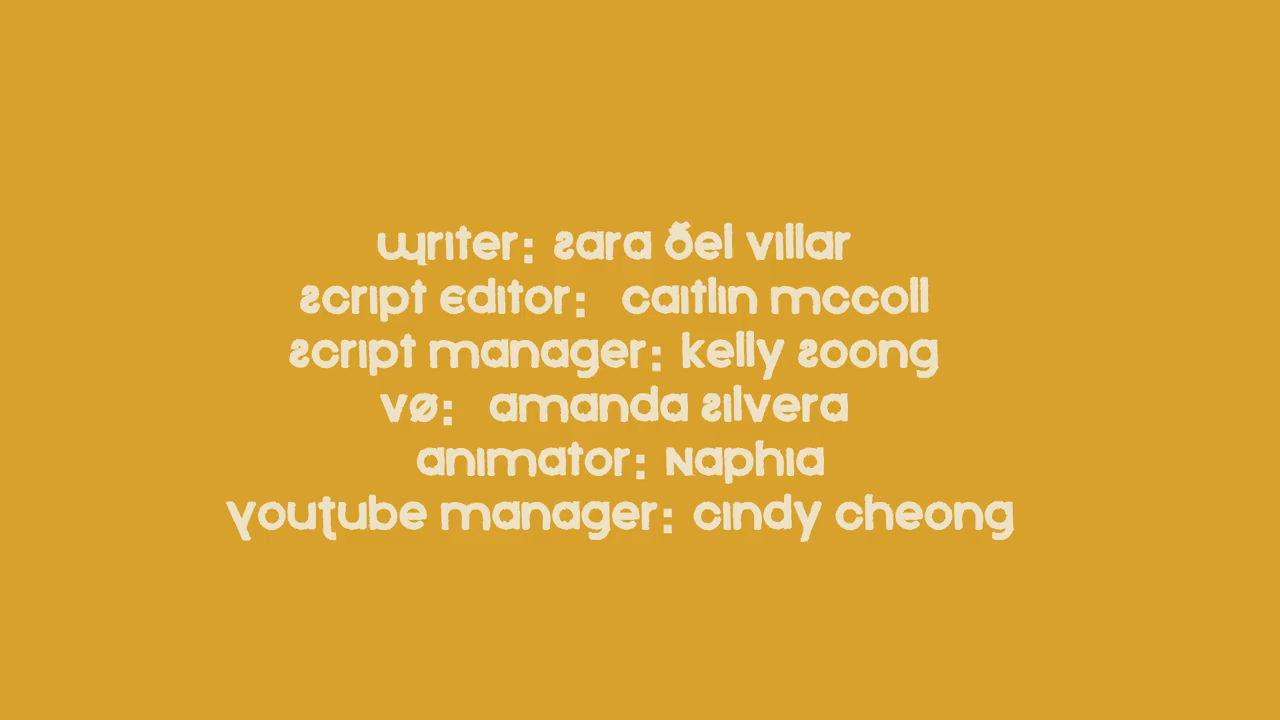 writer: sara del villar
script editor: caitlin mccoll
script manager: kelly soong
vo: amanda silvera
animator: naphia
youtube manager: cindy cheong